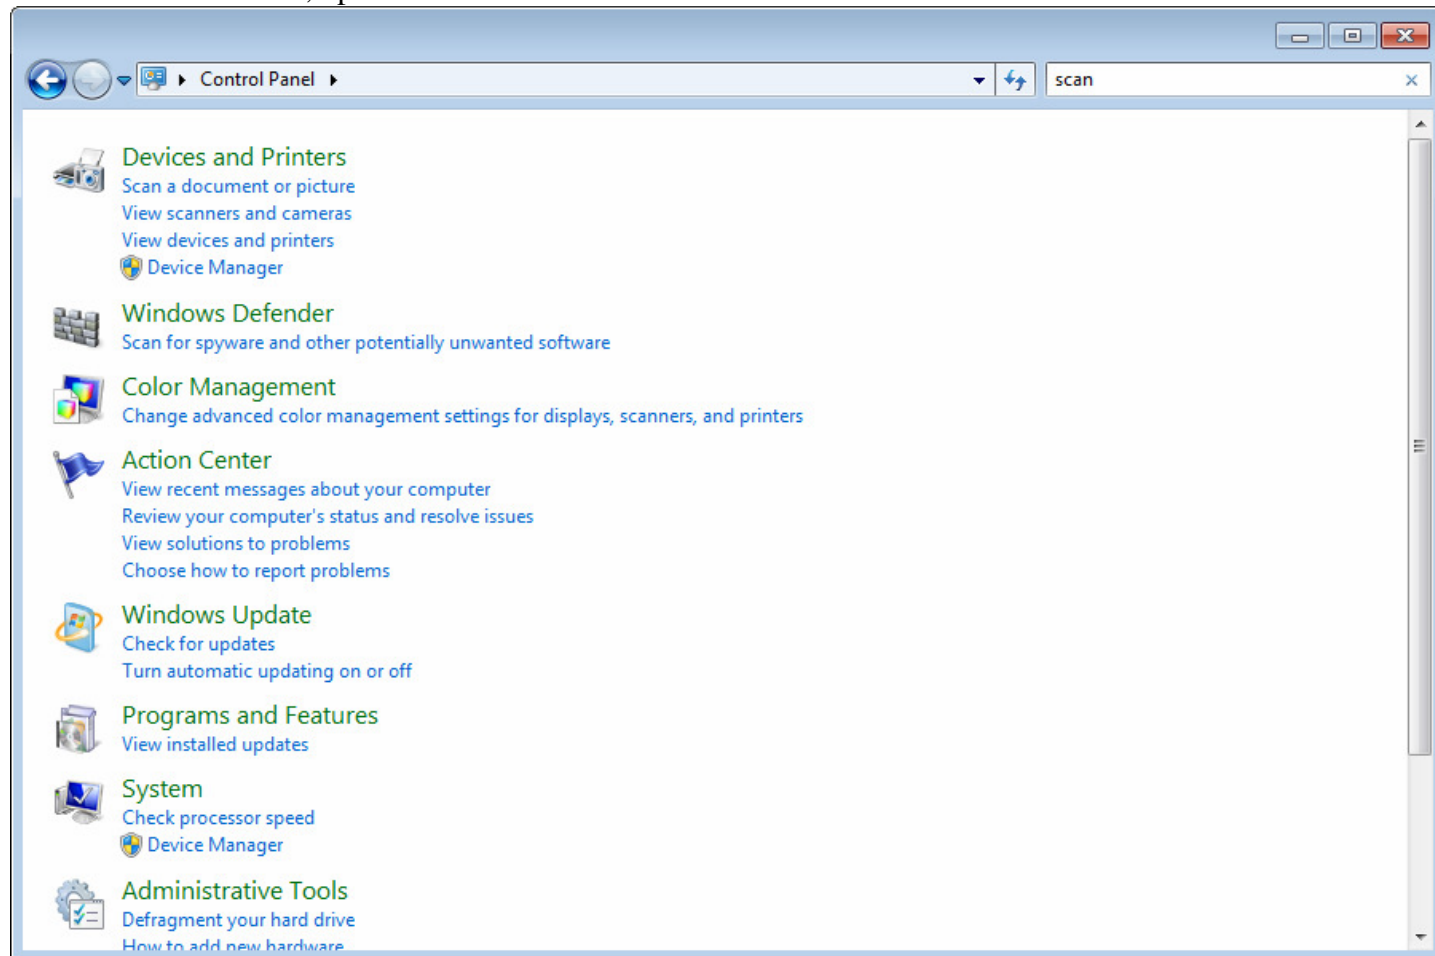 Control Panel
scan
Devices and Printers
Scan a document or picture
View scanners and cameras
View devices and printers
Device Manager
Windows Defender
Scan for spyware and other potentially unwanted software
Color Management
Change advanced color management settings for displays, scanners, and printers
Action Center
View recent messages about your computer
Review your computer's status and resolve issues
View solutions to problems
Choose how to report problems
Windows Update
Check for updates
Turn automatic updating on or off
Programs and Features
View installed updates
System
Check processor speed
Device Manager
Administrative Tools
Defragment your hard drive
How to add new hardware